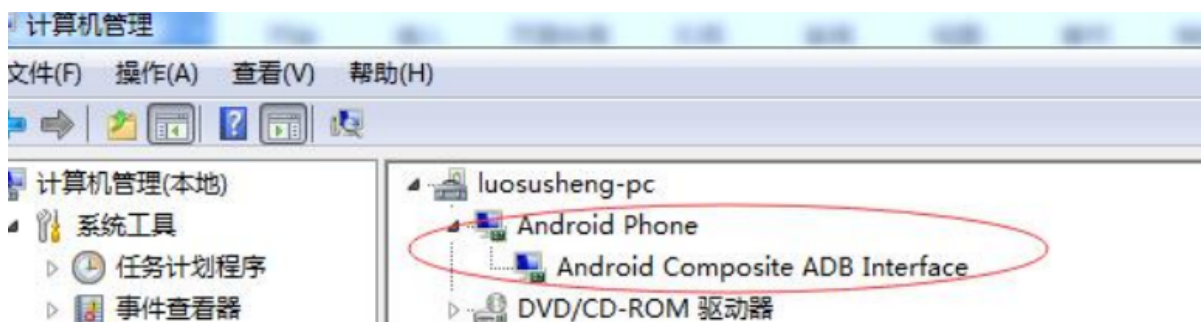 计算机管理
文件(F) 操作(A) 查看(V) 帮助(H)
计算机管理(本地)
系统工具
任务计划程序
事件查看器
luosusheng-pc
Android Phone
Android Composite ADB Interface
DVD/CD-ROM 驱动器